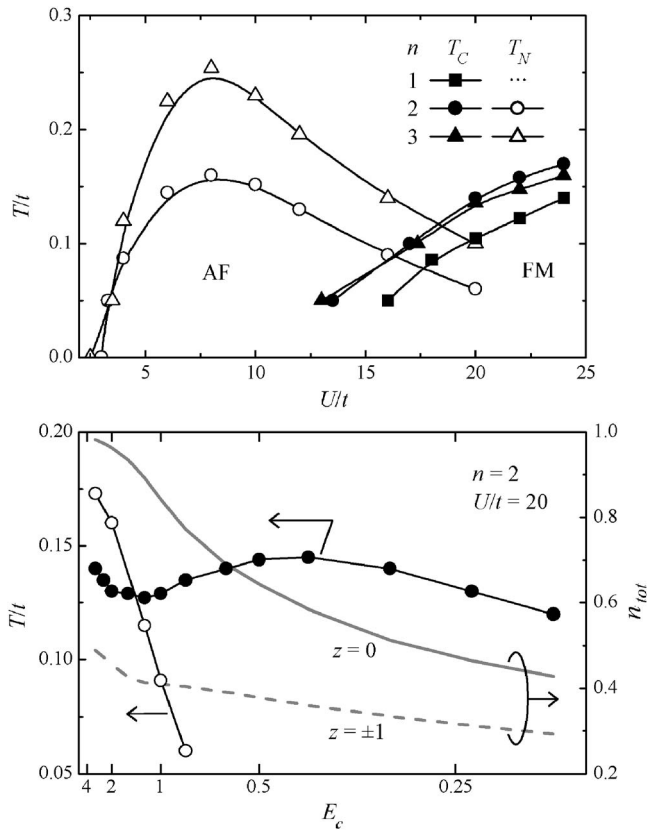 0.3
0.2
0.1
0.0
T/t
n T_C T_N
1 ...
2
3
AF
FM
5 10 15 20 25
U/t
0.20
0.15
0.10
0.05
T/t
1.0
0.8
0.6
0.4
0.2
n_tot
n = 2
U/t = 20
z = 0
z = ±1
4 2 1 0.5 0.25
E_c